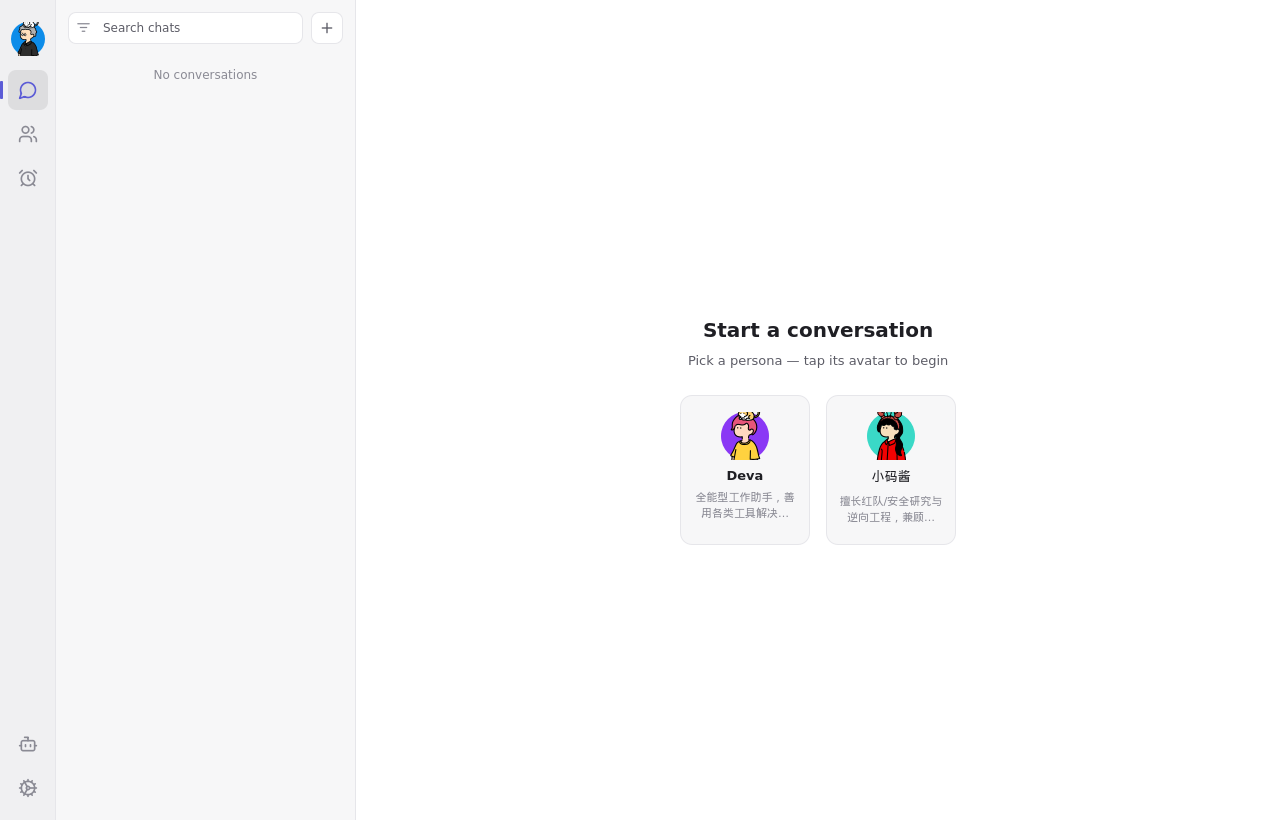 Search chats
No conversations
Start a conversation
Pick a persona — tap its avatar to begin
Deva
全能型工作助手，善
用各类工具解决...
小码酱
擅长红队/安全研究与
逆向工程，兼顾...